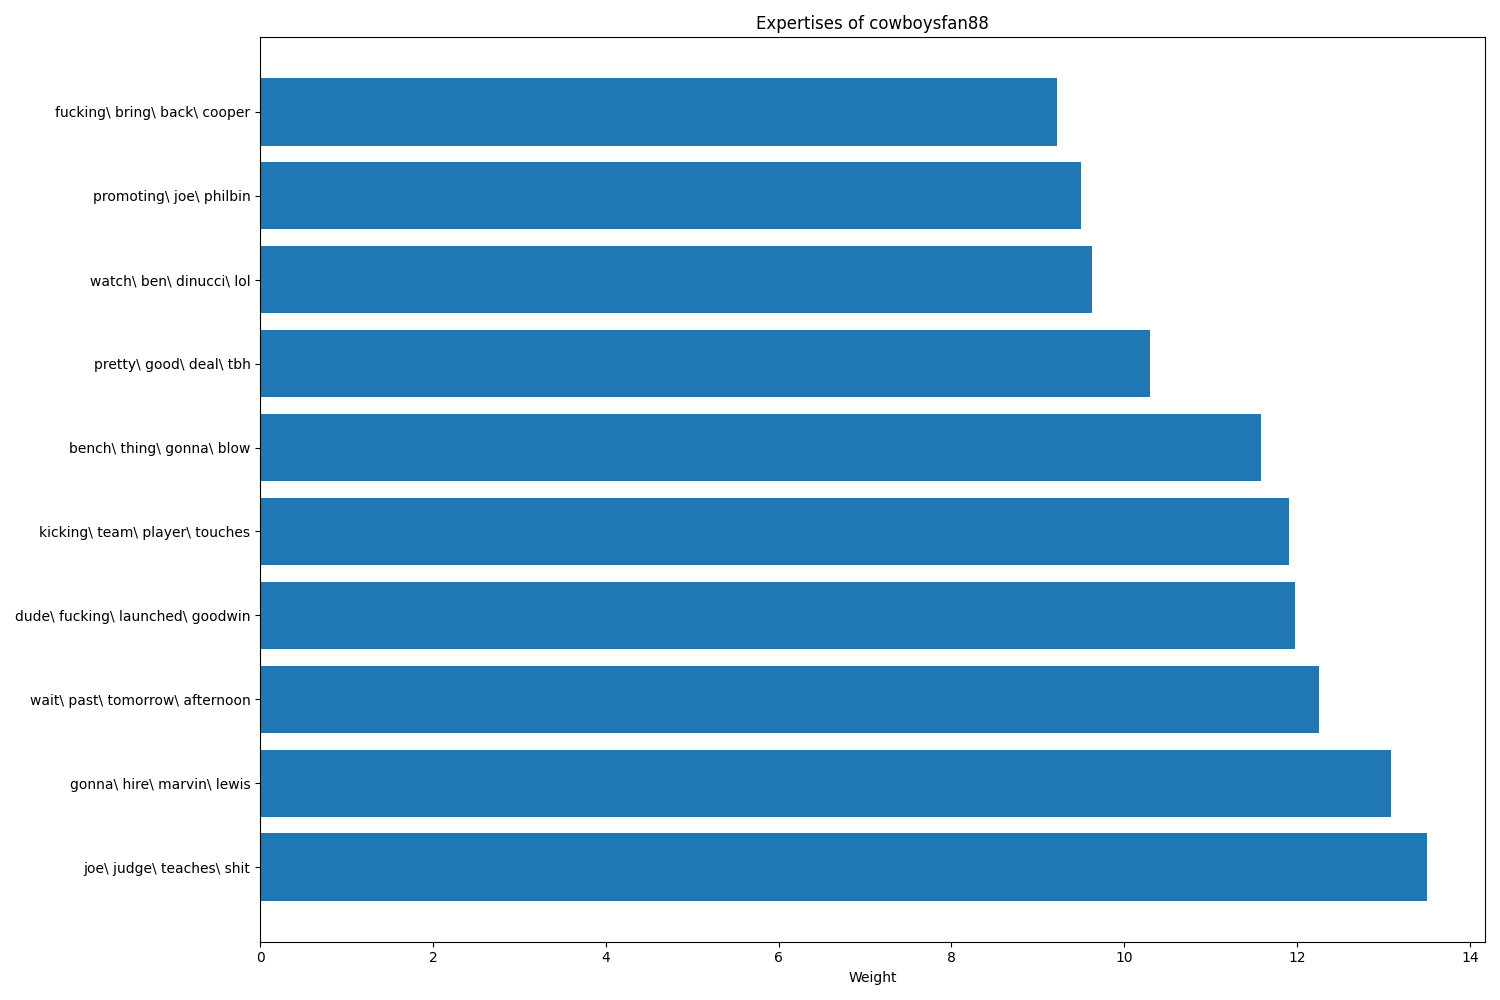 Expertises of cowboysfan88
fucking\ bring\ back\ cooper
promoting\ joe\ philbin
watch\ ben\ dinucci\ lol
pretty\ good\ deal\ tbh
bench\ thing\ gonna\ blow
kicking\ team\ player\ touches
dude\ fucking\ launched\ goodwin
wait\ past\ tomorrow\ afternoon
gonna\ hire\ marvin\ lewis
joe\ judge\ teaches\ shit
0 2 4 6 8 10 12 14
Weight